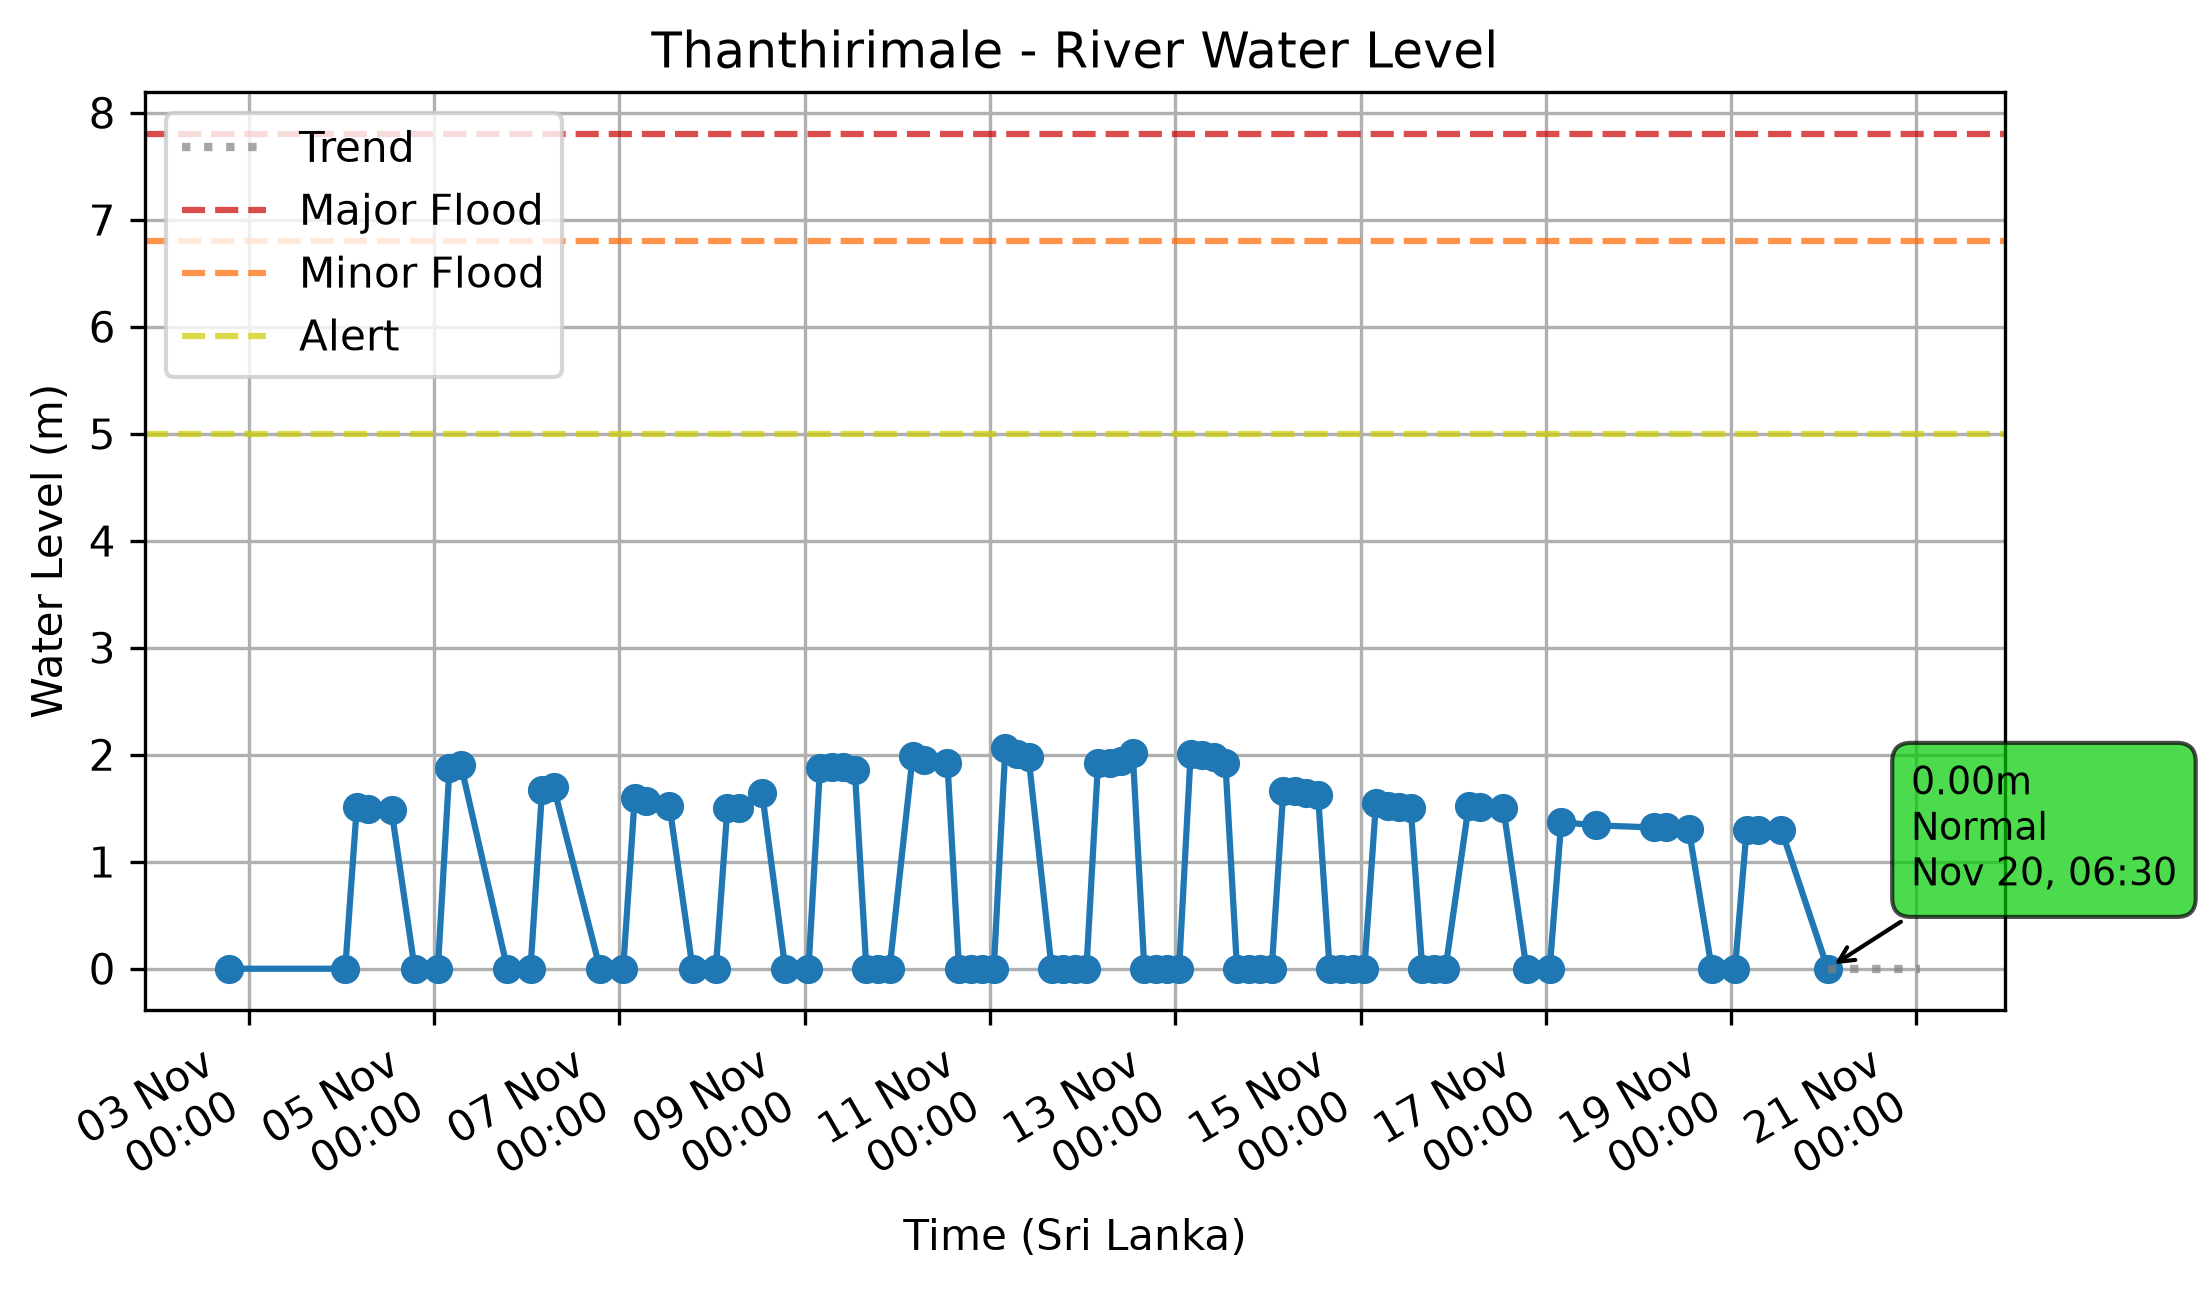 Thanthirimale - River Water Level
8
7
6
5
4
3
2
1
0
Water Level (m)
Trend
Major Flood
Minor Flood
Alert
0.00m
Normal
Nov 20, 06:30
03 Nov
00:00
05 Nov
00:00
07 Nov
00:00
09 Nov
00:00
11 Nov
00:00
13 Nov
00:00
15 Nov
00:00
17 Nov
00:00
19 Nov
00:00
21 Nov
00:00
Time (Sri Lanka)